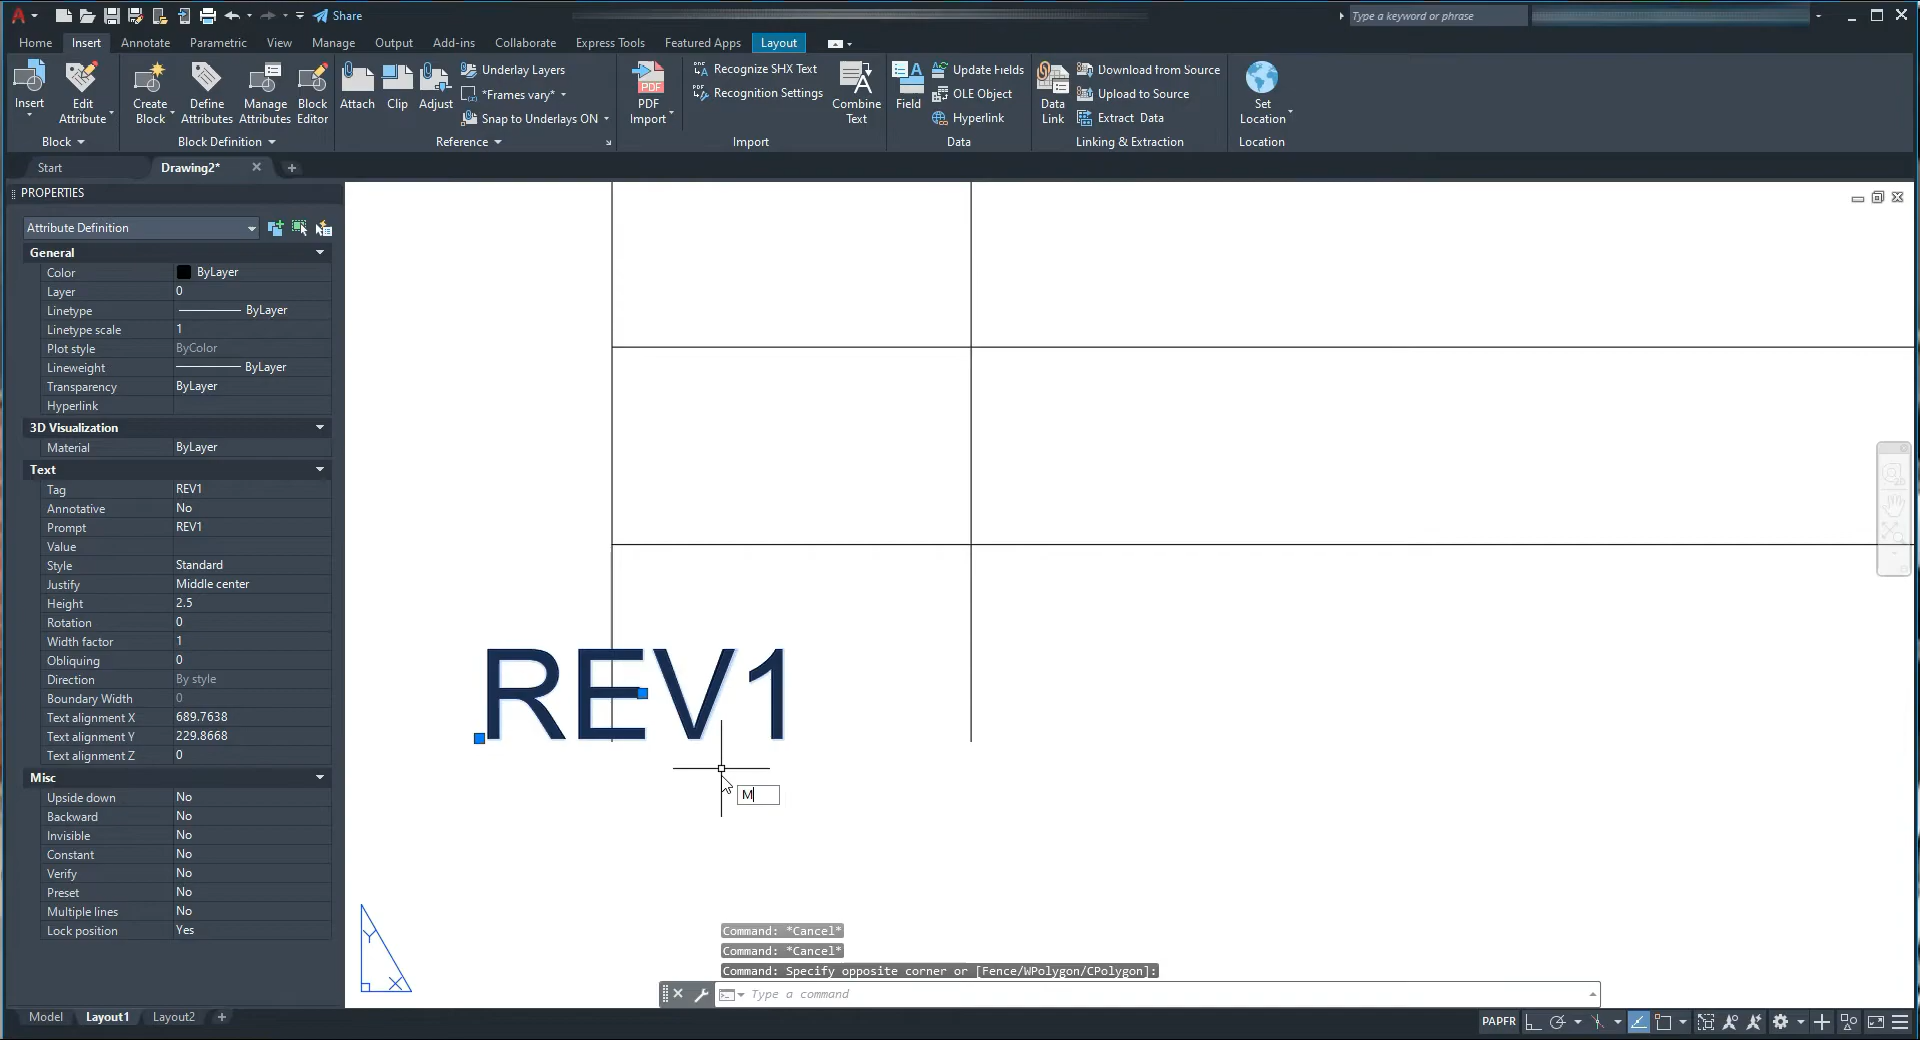 Share
Type a keyword or phrase
Home Insert Annotate Parametric View Manage Output Add-ins Collaborate Express Tools Featured Apps Layout
Insert
Edit
Attribute
Create
Block
Define
Attributes
Manage
Attributes
Block
Editor
Attach
Clip
Adjust
Underlay Layers
*Frames vary*
Snap to Underlays ON
PDF
Import
Recognize SHX Text
Recognition Settings
Combine
Text
Field
Update Fields
OLE Object
Hyperlink
Data
Link
Download from Source
Upload to Source
Extract Data
Set
Location
Block
Block Definition
Reference
Import
Data
Linking & Extraction
Location
Start
Drawing2*
PROPERTIES
Attribute Definition
General
Color ByLayer
Layer 0
Linetype ByLayer
Linetype scale 1
Plot style ByColor
Lineweight ByLayer
Transparency ByLayer
Hyperlink
3D Visualization
Material ByLayer
Text
Tag REV1
Annotative No
Prompt REV1
Value
Style Standard
Justify Middle center
Height 2.5
Rotation 0
Width factor 1
Obliquing 0
Direction By style
Boundary Width 0
Text alignment X 689.7638
Text alignment Y 229.8668
Text alignment Z 0
Misc
Upside down No
Backward No
Invisible No
Constant No
Verify No
Preset No
Multiple lines No
Lock position Yes
REV1
M
Y
X
Command: *Cancel*
Command: *Cancel*
Command: Specify opposite corner or [Fence/WPolygon/CPolygon]:
Type a command
Model Layout1 Layout2
PAPFR